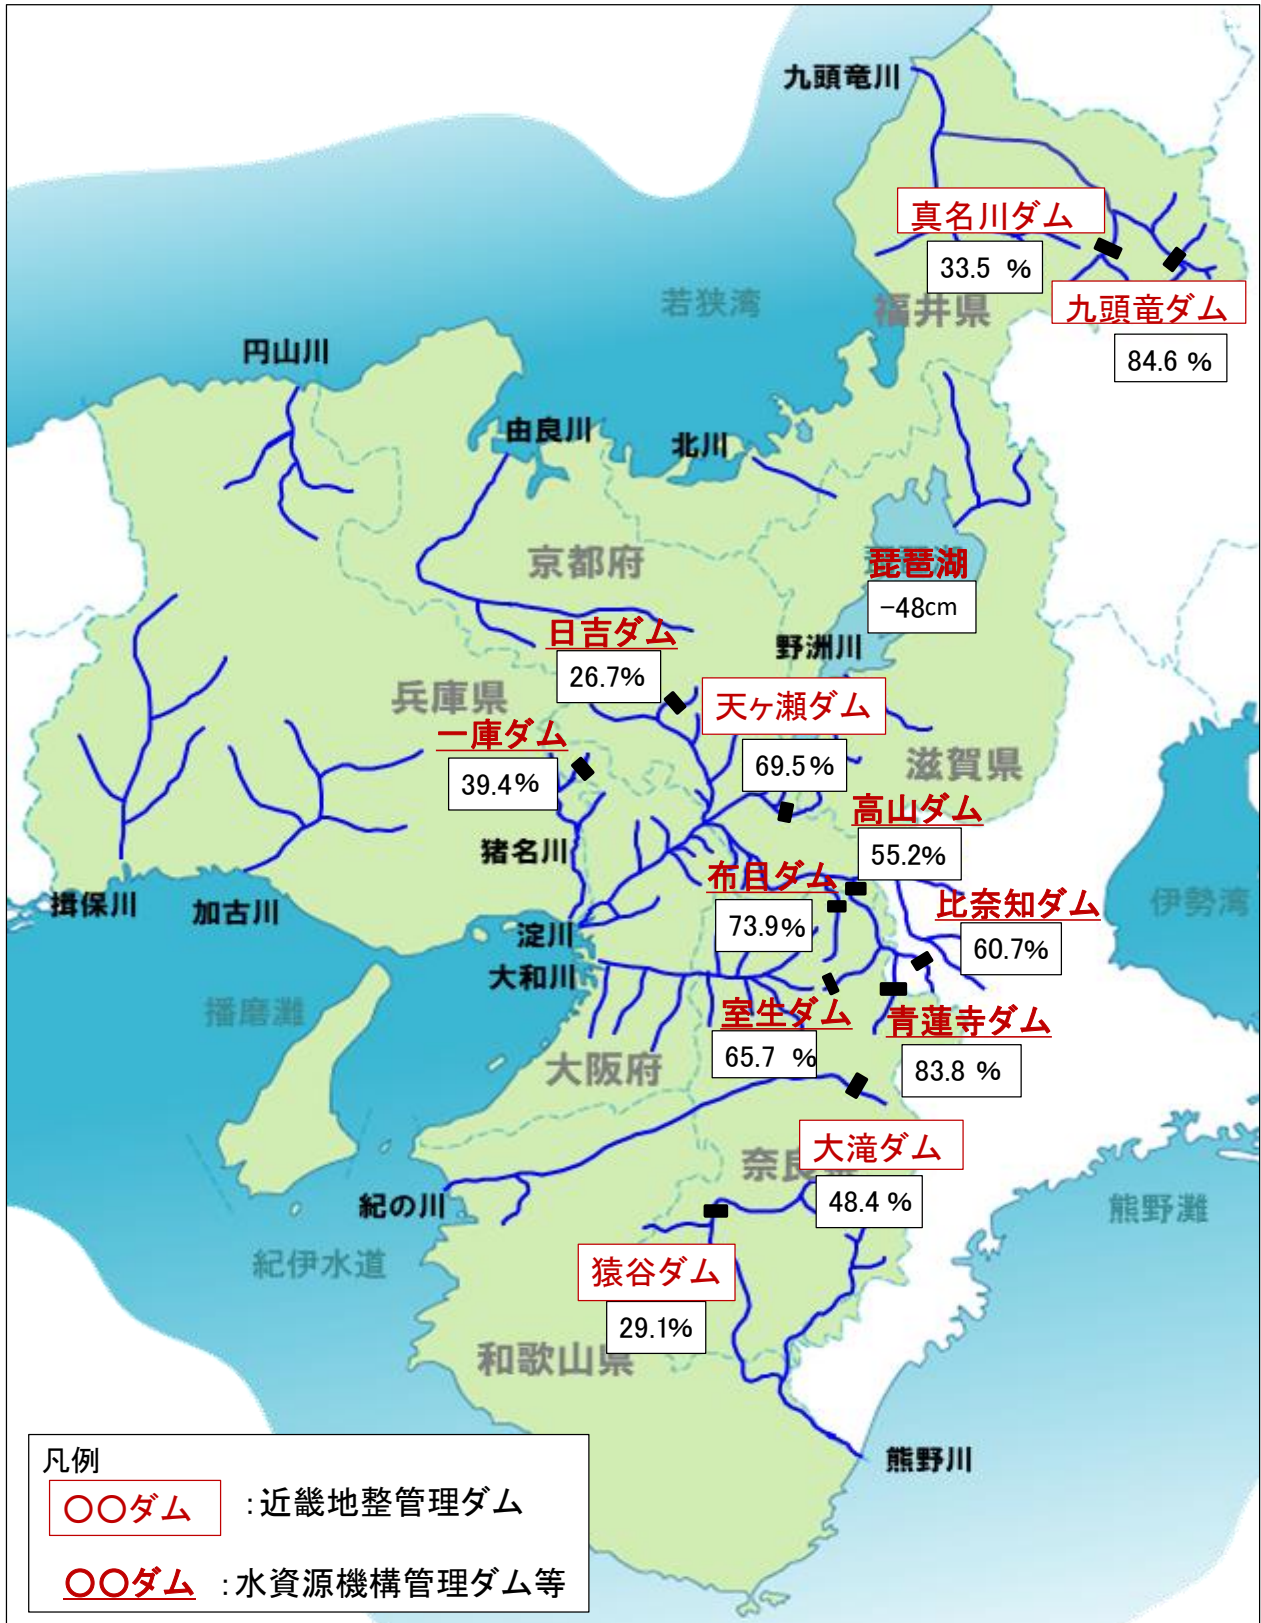 九頭竜川
真名川ダム
33.5 %
若狭湾
福井県
九頭竜ダム
84.6 %
円山川
由良川
北川
京都府
琵琶湖
-48cm
日吉ダム
26.7%
野洲川
兵庫県
天ヶ瀬ダム
69.5%
一庫ダム
39.4%
滋賀県
高山ダム
55.2%
猪名川
布目ダム
73.9%
比奈知ダム
60.7%
揖保川
加古川
伊勢湾
淀川
大和川
播磨灘
室生ダム
65.7 %
青蓮寺ダム
83.8 %
大阪府
大滝ダム
48.4 %
奈良県
紀の川
熊野灘
紀伊水道
猿谷ダム
29.1%
和歌山県
熊野川
凡例
〇〇ダム :近畿地整管理ダム
〇〇ダム :水資源機構管理ダム等